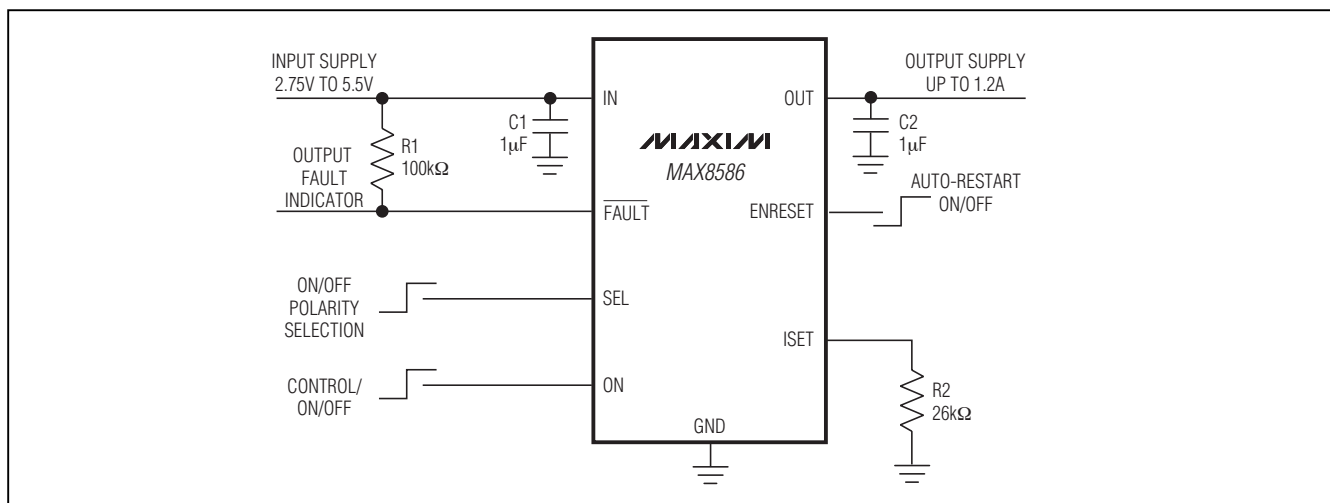 INPUT SUPPLY
2.75V TO 5.5V
OUTPUT SUPPLY
UP TO 1.2A
IN
OUT
C1
1μF
C2
1μF
R1
100kΩ
MAXIM
MAX8586
OUTPUT
FAULT
INDICATOR
FAULT
ENRESET
AUTO-RESTART
ON/OFF
ON/OFF
POLARITY
SELECTION
SEL
ISET
CONTROL/
ON/OFF
ON
R2
26kΩ
GND